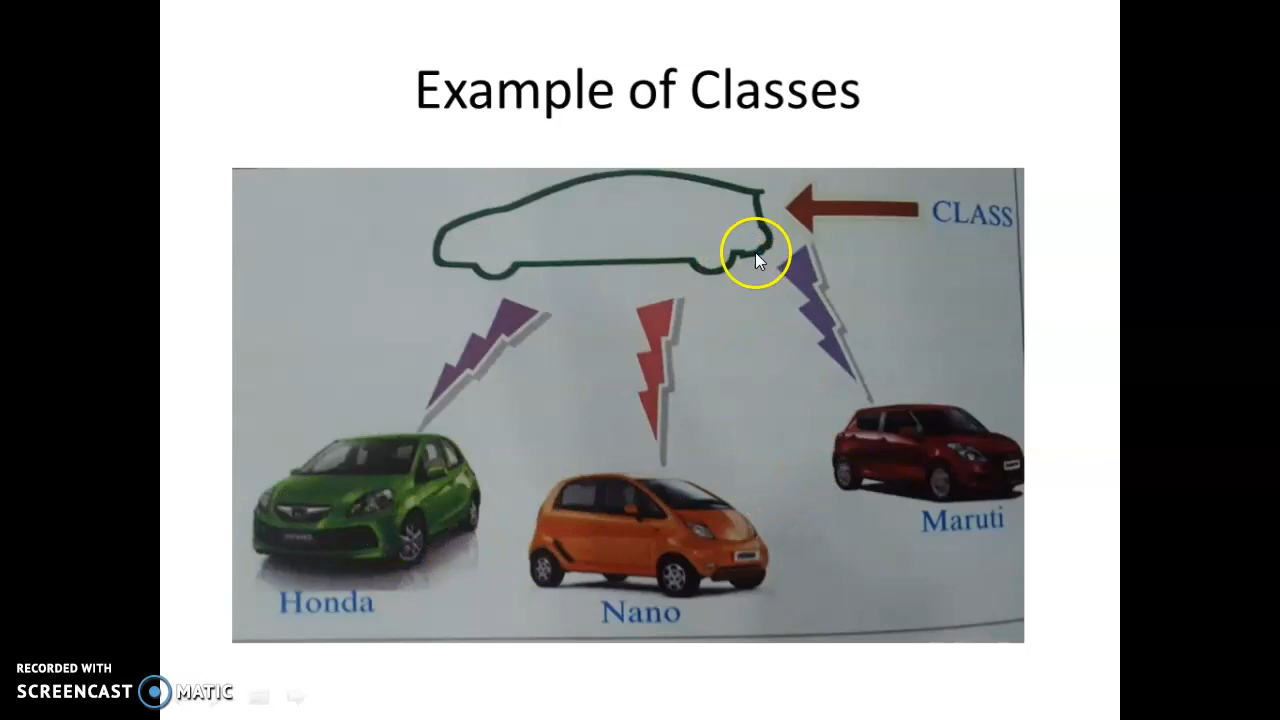 Example of Classes
CLASS
Maruti
Honda
Nano
RECORDED WITH
SCREENCAST MATIC